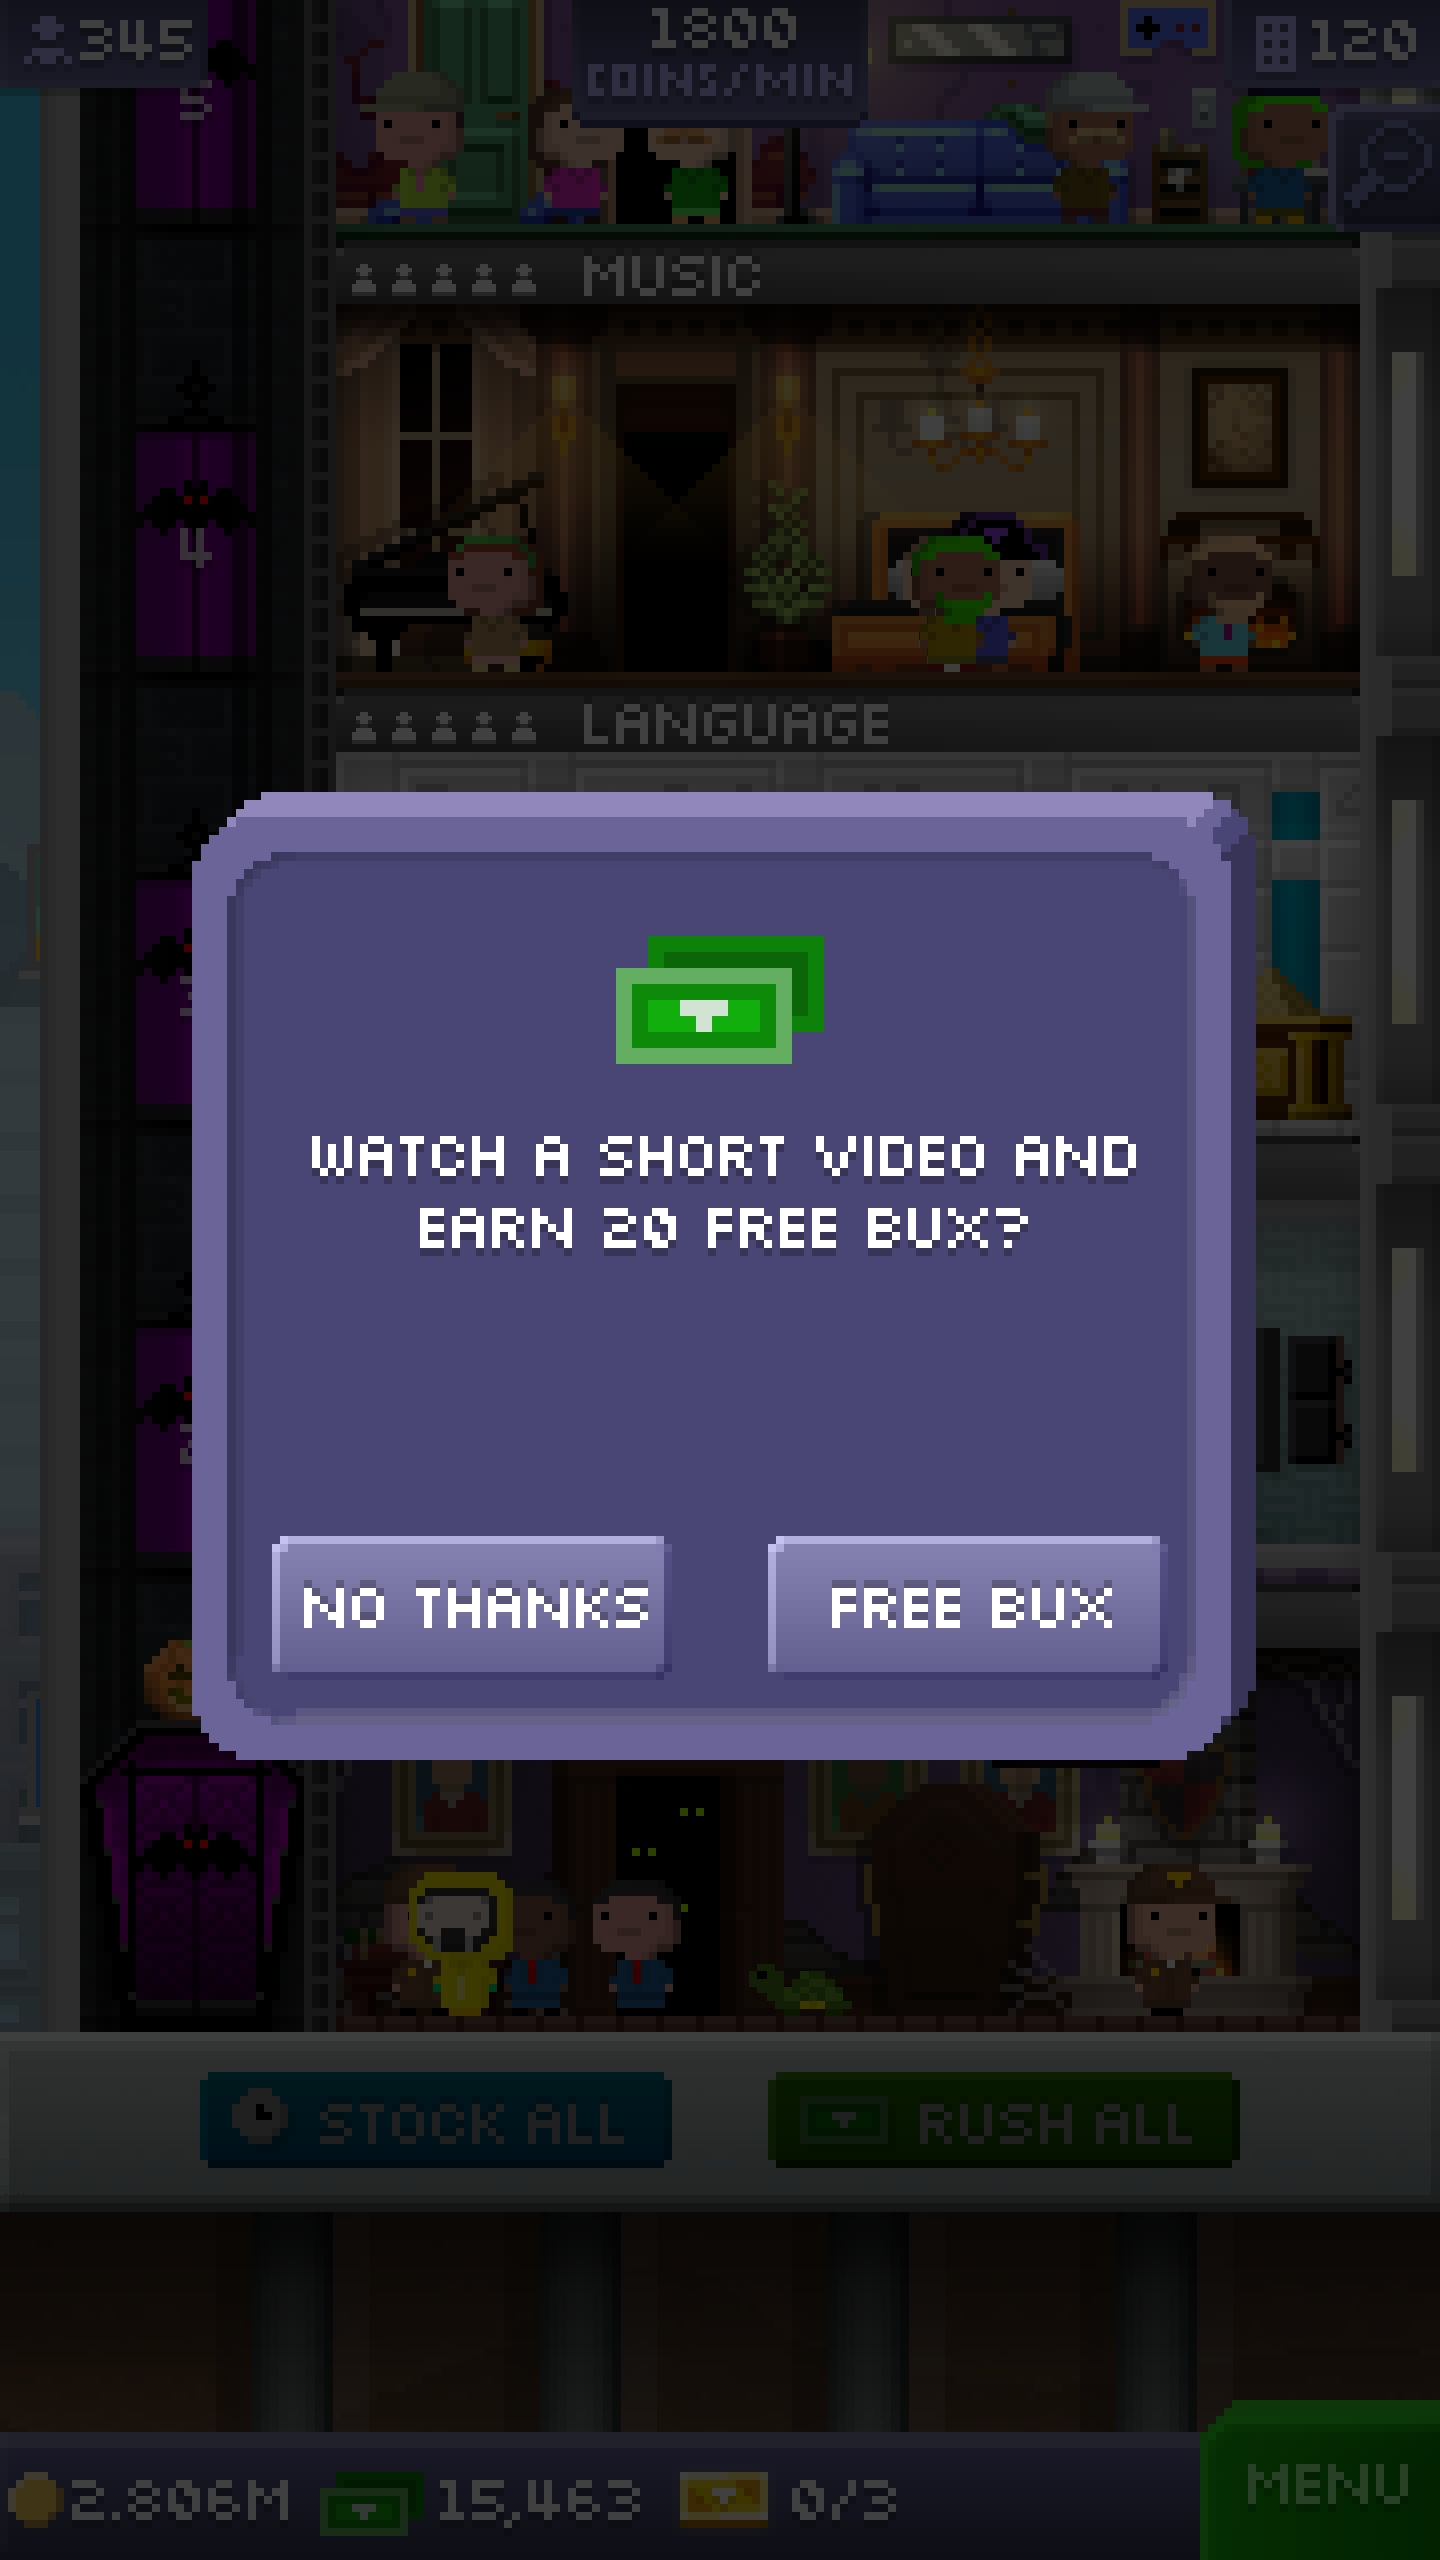 345
1800
COINS/MIN
120
5
MUSIC
4
LANGUAGE
WATCH A SHORT VIDEO AND
EARN 20 FREE BUX?
NO THANKS
FREE BUX
STOCK ALL
RUSH ALL
2.806M
15,463
0/3
MENU